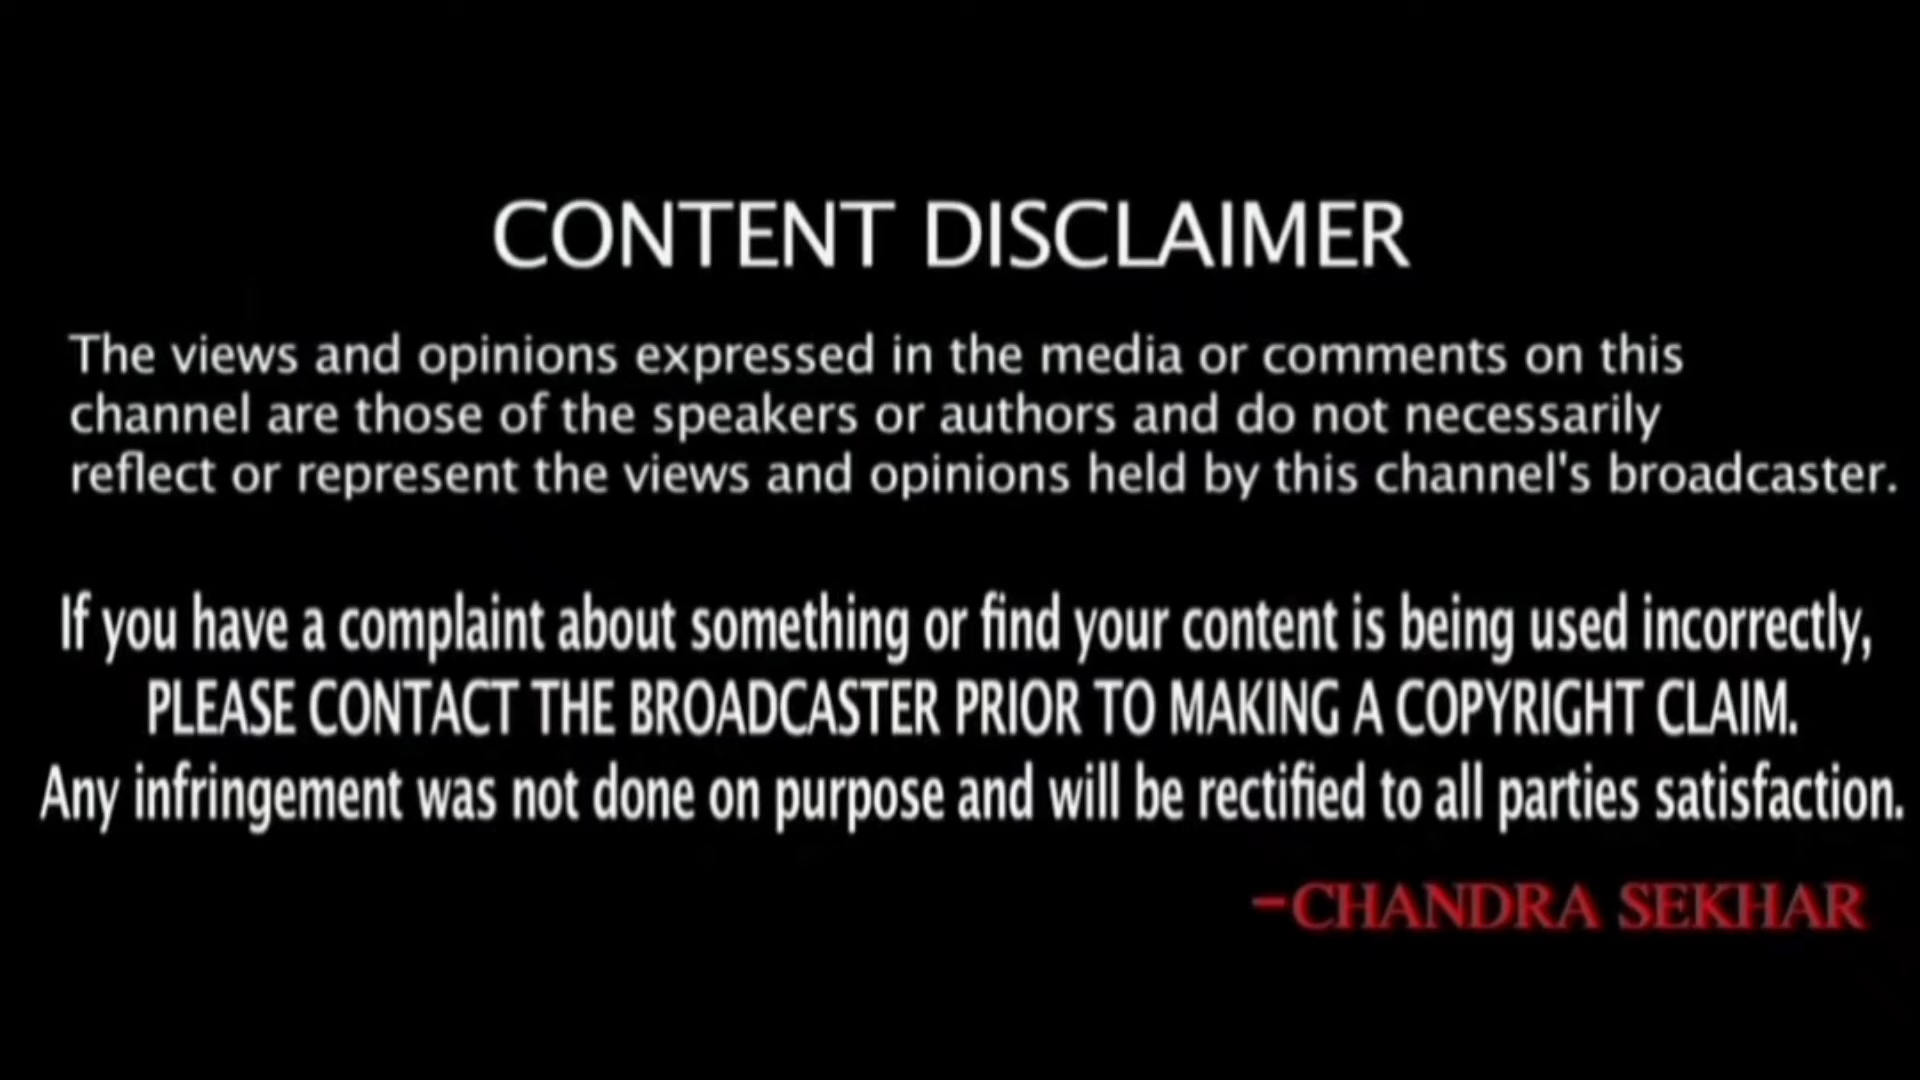 CONTENT DISCLAIMER
The views and opinions expressed in the media or comments on this
channel are those of the speakers or authors and do not necessarily
reflect or represent the views and opinions held by this channel's broadcaster.
If you have a complaint about something or find your content is being used incorrectly,
PLEASE CONTACT THE BROADCASTER PRIOR TO MAKING A COPYRIGHT CLAIM.
Any infringement was not done on purpose and will be rectified to all parties satisfaction.
-CHANDRA SEKHAR